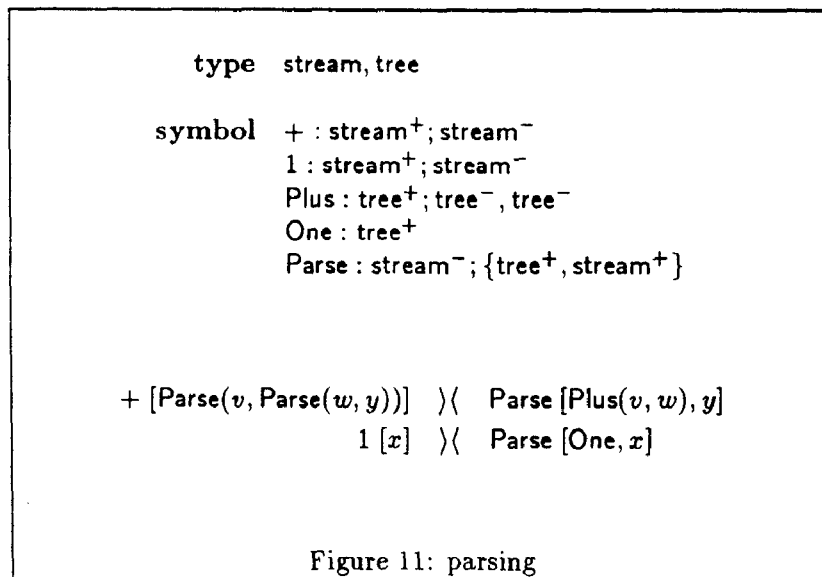 type stream, tree
symbol + : stream⁺; stream⁻
1 : stream⁺; stream⁻
Plus : tree⁺; tree⁻, tree⁻
One : tree⁺
Parse : stream⁻; {tree⁺, stream⁺}
+ [Parse(v, Parse(w, y))] ⟩⟨ Parse [Plus(v, w), y]
1 [x] ⟩⟨ Parse [One, x]
Figure 11: parsing